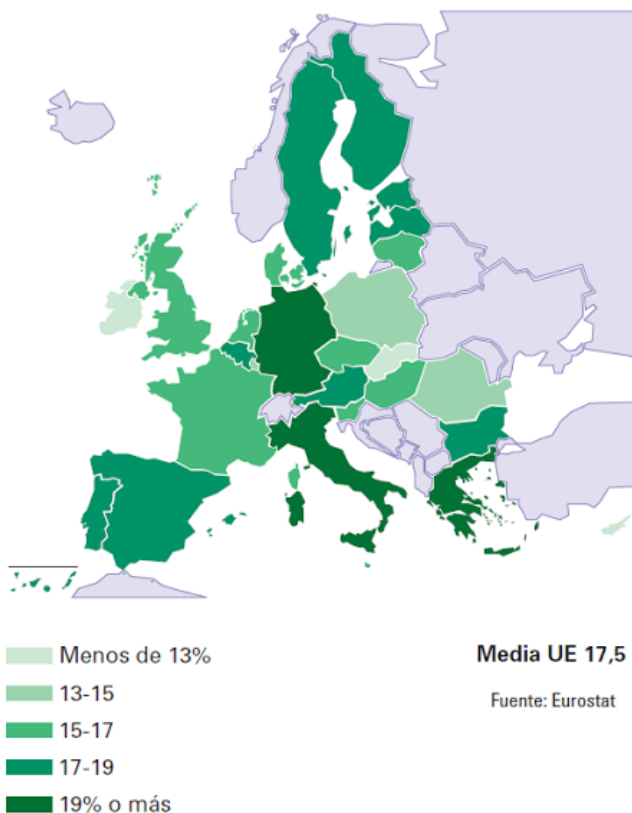 Menos de 13%
13-15
15-17
17-19
19% o más
Media UE 17,5
Fuente: Eurostat